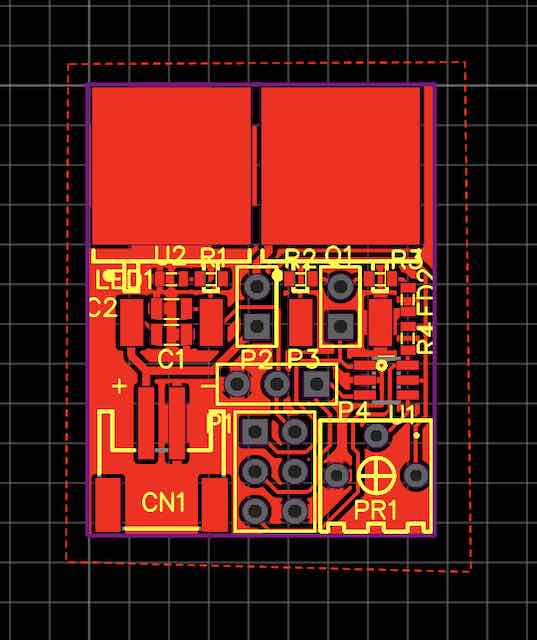 U2 R1 R2 Q1 R3
LED1
LED2
C2
R4
C1 P2 P3
+ −
P1 P4 U1
CN1 PR1